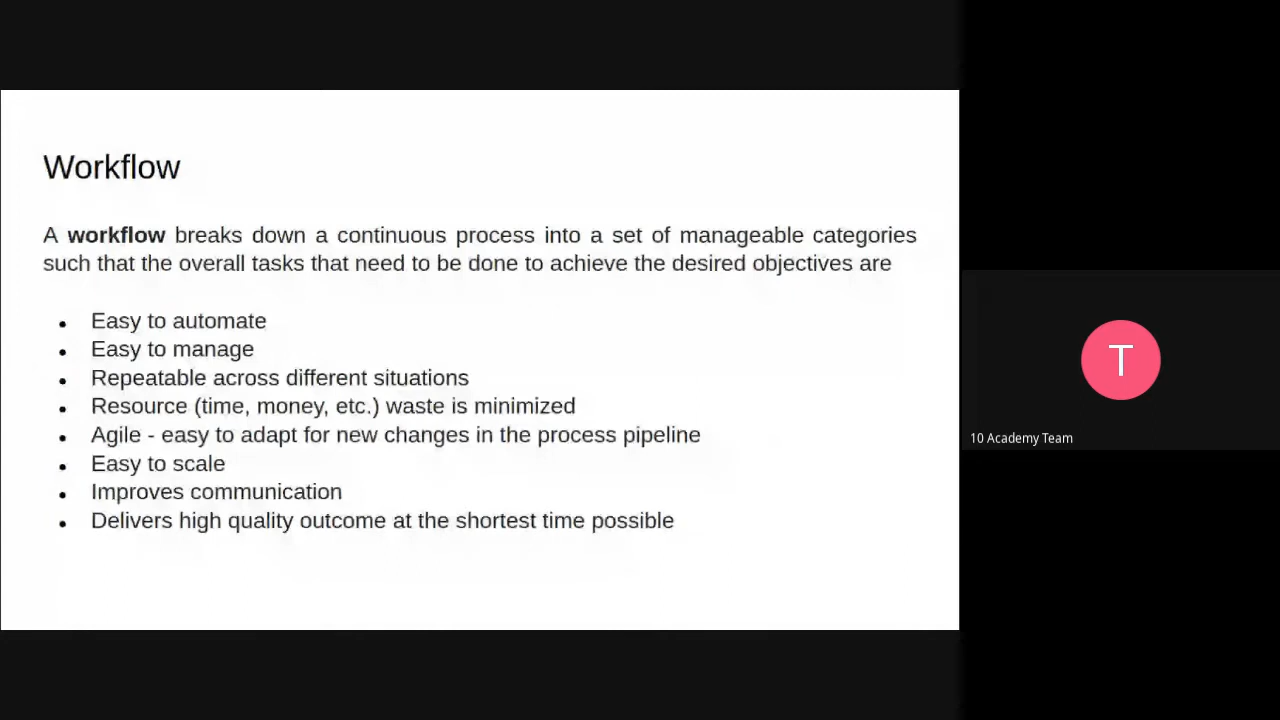 Workflow
A workflow breaks down a continuous process into a set of manageable categories
such that the overall tasks that need to be done to achieve the desired objectives are
• Easy to automate
• Easy to manage
• Repeatable across different situations
• Resource (time, money, etc.) waste is minimized
• Agile - easy to adapt for new changes in the process pipeline
• Easy to scale
• Improves communication
• Delivers high quality outcome at the shortest time possible
T
10 Academy Team